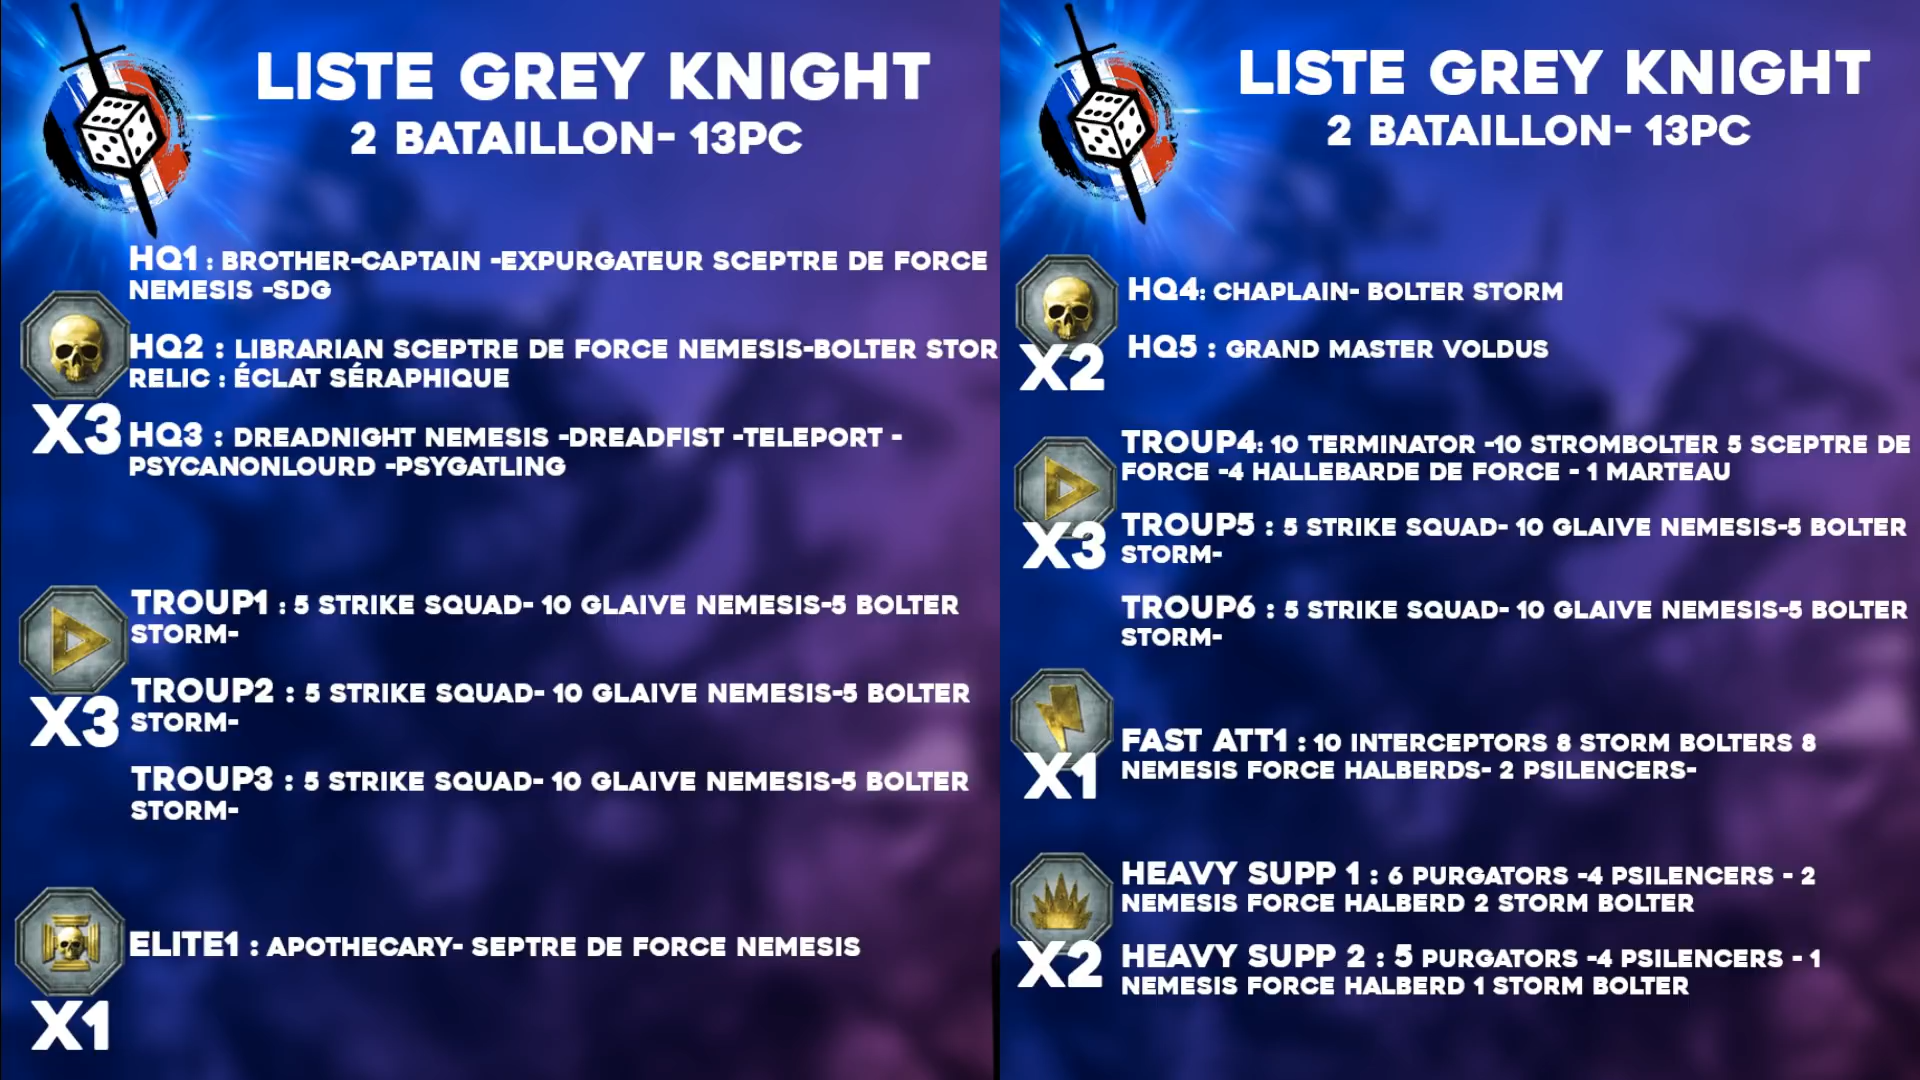 LISTE GREY KNIGHT
2 BATAILLON- 13PC
HQ1 : BROTHER-CAPTAIN -EXPURGATEUR SCEPTRE DE FORCE
NEMESIS -SDG
HQ2 : LIBRARIAN SCEPTRE DE FORCE NEMESIS-BOLTER STOR
RELIC : ÉCLAT SÉRAPHIQUE
X3
HQ3 : DREADNIGHT NEMESIS -DREADFIST -TELEPORT -
PSYCANONLOURD -PSYGATLING
TROUP1 : 5 STRIKE SQUAD- 10 GLAIVE NEMESIS-5 BOLTER
STORM-
X3
TROUP2 : 5 STRIKE SQUAD- 10 GLAIVE NEMESIS-5 BOLTER
STORM-
TROUP3 : 5 STRIKE SQUAD- 10 GLAIVE NEMESIS-5 BOLTER
STORM-
ELITE1 : APOTHECARY- SEPTRE DE FORCE NEMESIS
X1
LISTE GREY KNIGHT
2 BATAILLON- 13PC
HQ4: CHAPLAIN- BOLTER STORM
HQ5 : GRAND MASTER VOLDUS
X2
TROUP4: 10 TERMINATOR -10 STROMBOLTER 5 SCEPTRE DE
FORCE -4 HALLEBARDE DE FORCE - 1 MARTEAU
TROUP5 : 5 STRIKE SQUAD- 10 GLAIVE NEMESIS-5 BOLTER
STORM-
X3
TROUP6 : 5 STRIKE SQUAD- 10 GLAIVE NEMESIS-5 BOLTER
STORM-
FAST ATT1 : 10 INTERCEPTORS 8 STORM BOLTERS 8
NEMESIS FORCE HALBERDS- 2 PSILENCERS-
X1
HEAVY SUPP 1 : 6 PURGATORS -4 PSILENCERS - 2
NEMESIS FORCE HALBERD 2 STORM BOLTER
X2
HEAVY SUPP 2 : 5 PURGATORS -4 PSILENCERS - 1
NEMESIS FORCE HALBERD 1 STORM BOLTER